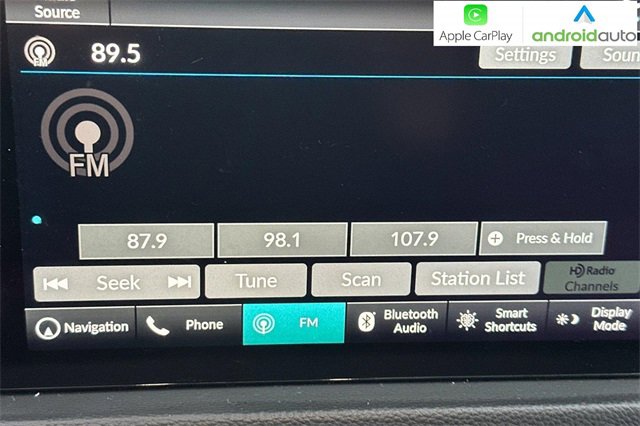 Source
Apple CarPlay
androidauto
FM
89.5
Settings
FM
87.9
98.1
107.9
Press & Hold
Seek
Tune
Scan
Station List
HD Radio
Channels
Navigation
Phone
FM
Bluetooth
Audio
Smart
Shortcuts
Display
Mode